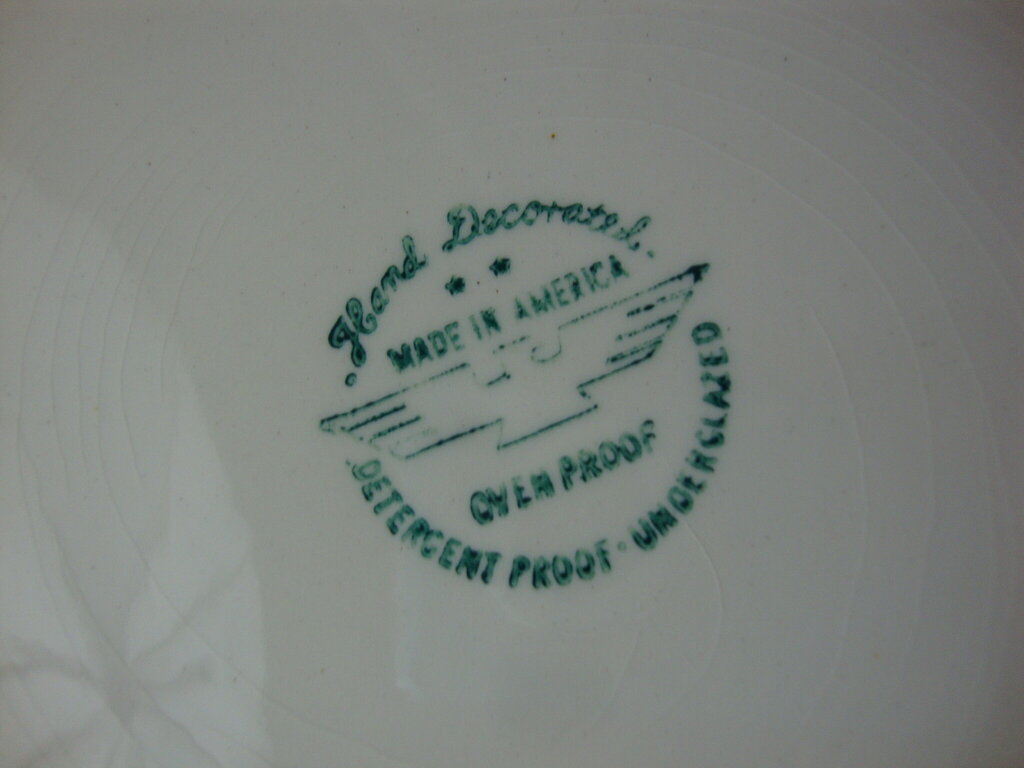 Hand Decorated
MADE IN AMERICA
OVEN PROOF
DETERGENT PROOF · UNDERGLAZED